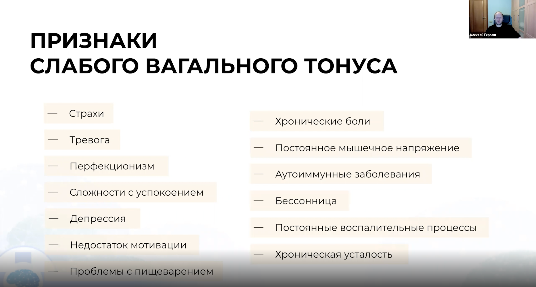 ПРИЗНАКИ
СЛАБОГО ВАГАЛЬНОГО ТОНУСА
— Страхи
— Тревога
— Перфекционизм
— Сложности с успокоением
— Депрессия
— Недостаток мотивации
— Проблемы с пищеварением
— Хронические боли
— Постоянное мышечное напряжение
— Аутоиммунные заболевания
— Бессонница
— Постоянные воспалительные процессы
— Хроническая усталость